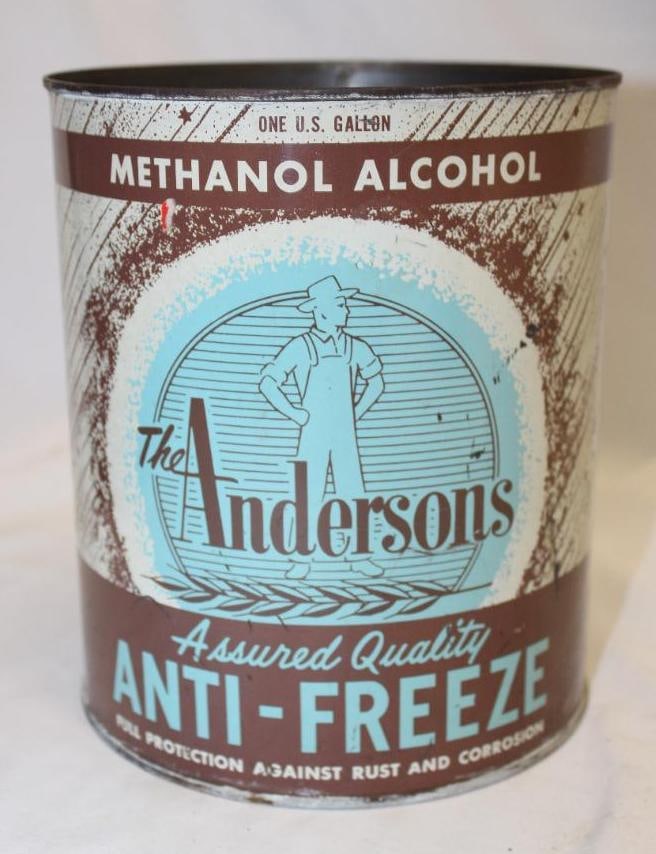 ONE U.S. GALLON
METHANOL ALCOHOL
The
Andersons
Assured Quality
ANTI-FREEZE
FULL PROTECTION AGAINST RUST AND CORROSION